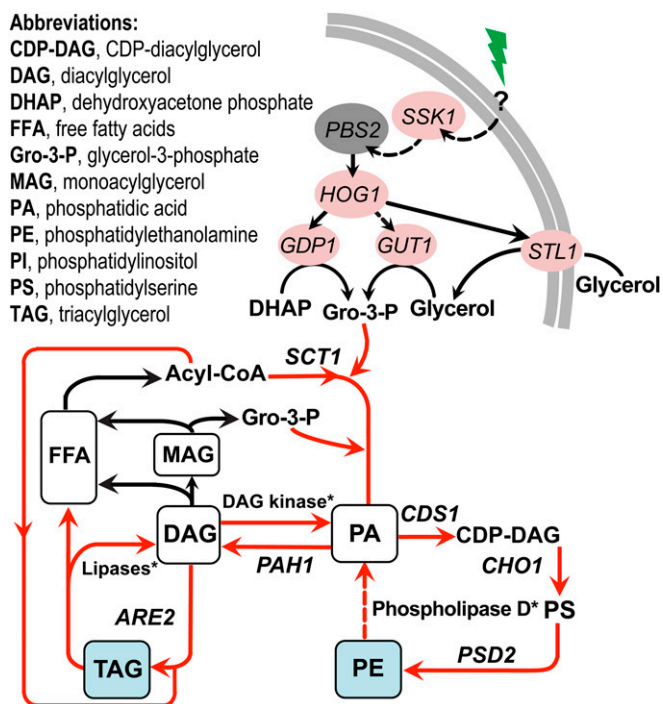 Abbreviations:
CDP-DAG, CDP-diacylglycerol
DAG, diacylglycerol
DHAP, dehydroxyacetone phosphate
FFA, free fatty acids
Gro-3-P, glycerol-3-phosphate
MAG, monoacylglycerol
PA, phosphatidic acid
PE, phosphatidylethanolamine
PI, phosphatidylinositol
PS, phosphatidylserine
TAG, triacylglycerol
?
PBS2
SSK1
HOG1
GDP1
GUT1
STL1
DHAP
Gro-3-P
Glycerol
Glycerol
SCT1
Acyl-CoA
Gro-3-P
FFA
MAG
DAG kinase*
DAG
PA
CDS1
CDP-DAG
PAH1
CHO1
Lipases*
Phospholipase D*
PS
ARE2
TAG
PE
PSD2